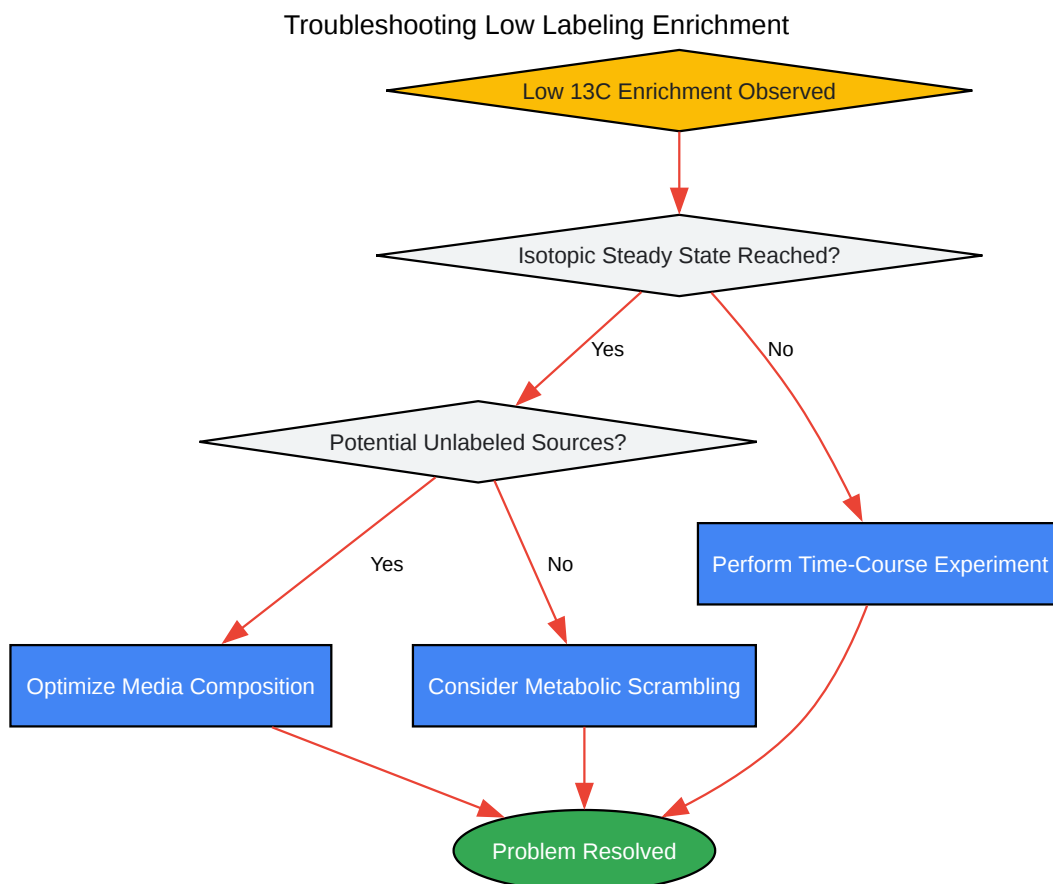 Troubleshooting Low Labeling Enrichment
Low 13C Enrichment Observed
Isotopic Steady State Reached?
Yes
No
Potential Unlabeled Sources?
Yes
No
Perform Time-Course Experiment
Optimize Media Composition
Consider Metabolic Scrambling
Problem Resolved